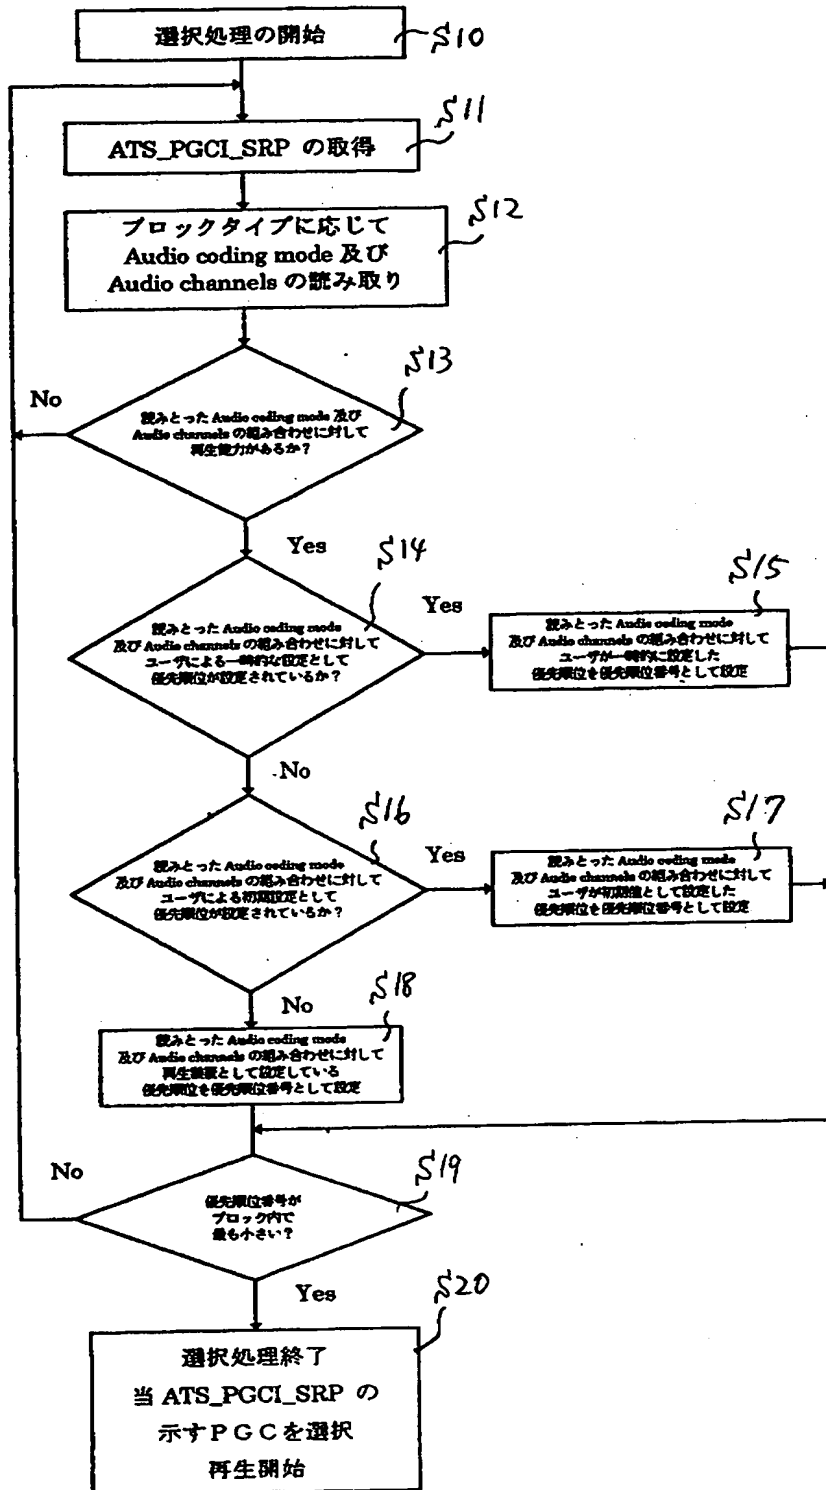 選択処理の開始
S10
S11
ATS_PGCI_SRP の取得
S12
ブロックタイプに応じて
Audio coding mode 及び
Audio channels の読み取り
S13
No
読みとった Audio coding mode 及び
Audio channels の組み合わせに対して
再生能力があるか？
Yes
S14
読みとった Audio coding mode
及び Audio channels の組み合わせに対して
ユーザによる一時的な設定として
優先順位が設定されているか？
Yes
S15
読みとった Audio coding mode
及び Audio channels の組み合わせに対して
ユーザが一時的に設定した
優先順位を優先順位番号として設定
No
S16
読みとった Audio coding mode
及び Audio channels の組み合わせに対して
ユーザによる初期設定として
優先順位が設定されているか？
Yes
S17
読みとった Audio coding mode
及び Audio channels の組み合わせに対して
ユーザが初期値として設定した
優先順位を優先順位番号として設定
No
S18
読みとった Audio coding mode
及び Audio channels の組み合わせに対して
再生装置として設定している
優先順位を優先順位番号として設定
No
S19
優先順位番号が
ブロック内で
最も小さい？
Yes
S20
選択処理終了
当 ATS_PGCI_SRP の
示すＰＧＣを選択
再生開始